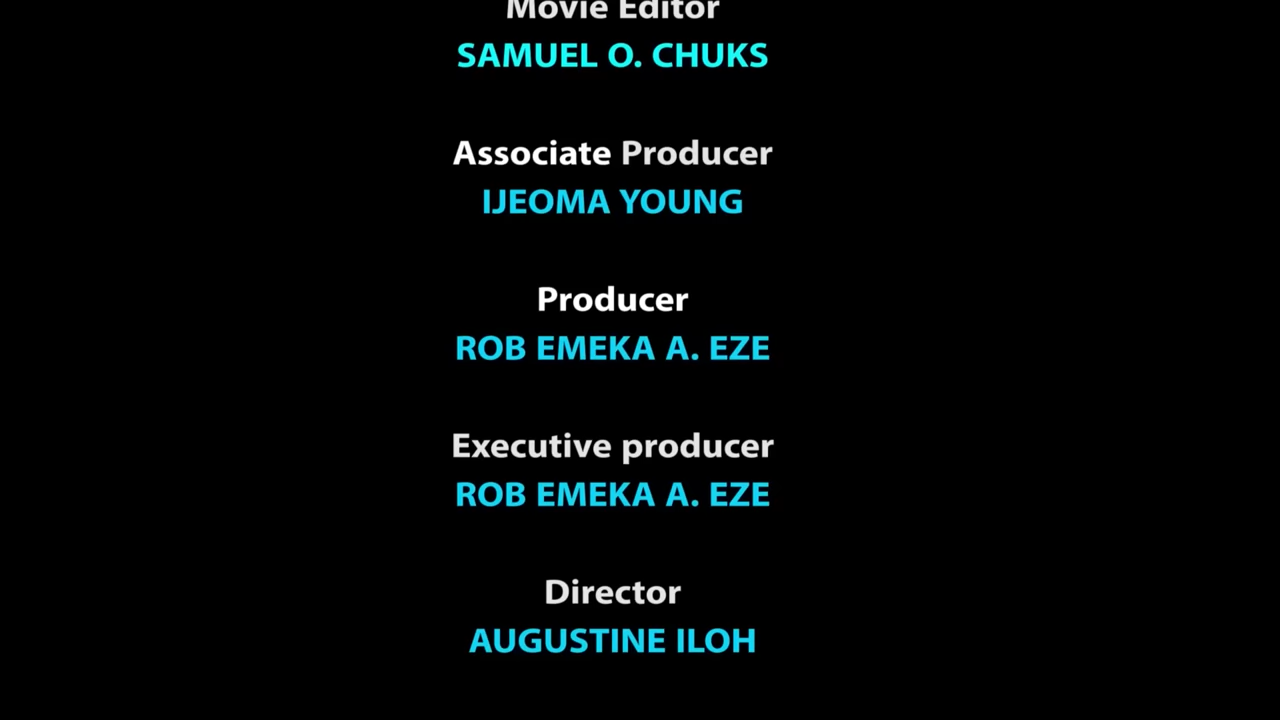 Movie Editor
SAMUEL O. CHUKS
Associate Producer
IJEOMA YOUNG
Producer
ROB EMEKA A. EZE
Executive producer
ROB EMEKA A. EZE
Director
AUGUSTINE ILOH